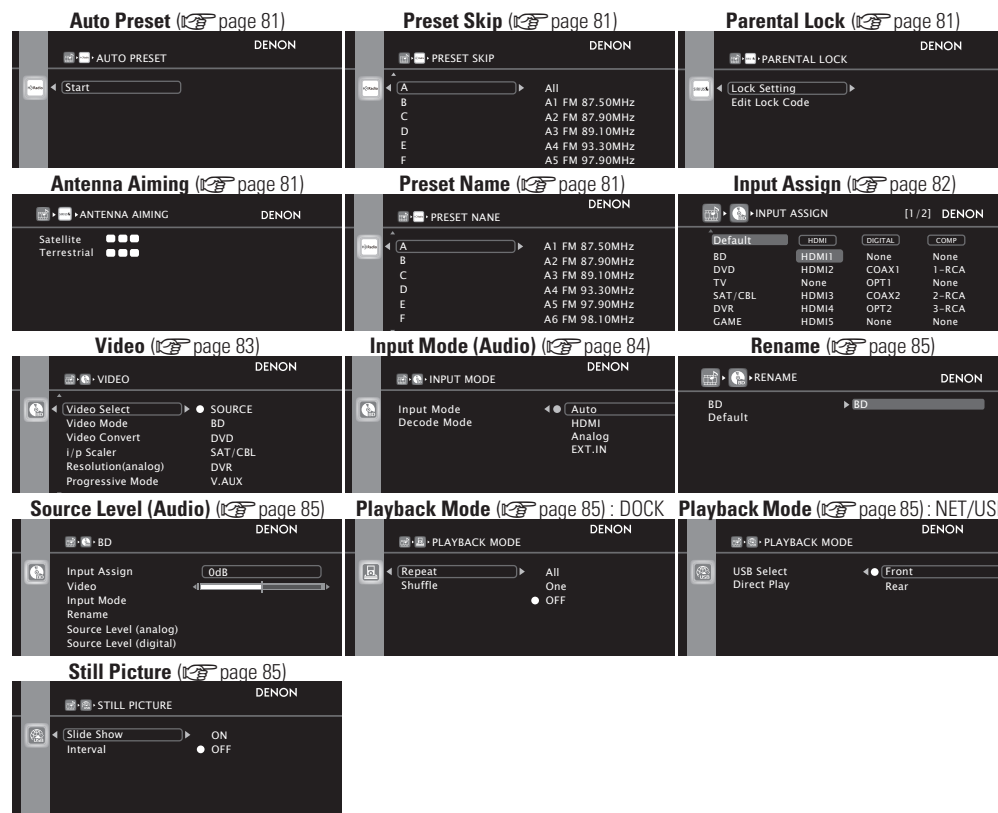 Auto Preset (☞ page 81)
DENON
AUTO PRESET
Start
Preset Skip (☞ page 81)
DENON
PRESET SKIP
A All
B A1 FM 87.50MHz
C A2 FM 87.90MHz
D A3 FM 89.10MHz
E A4 FM 93.30MHz
F A5 FM 97.90MHz
Parental Lock (☞ page 81)
DENON
PARENTAL LOCK
Lock Setting
Edit Lock Code
Antenna Aiming (☞ page 81)
ANTENNA AIMING DENON
Satellite
Terrestrial
Preset Name (☞ page 81)
DENON
PRESET NANE
A A1 FM 87.50MHz
B A2 FM 87.90MHz
C A3 FM 89.10MHz
D A4 FM 93.30MHz
E A5 FM 97.90MHz
F A6 FM 98.10MHz
Input Assign (☞ page 82)
INPUT ASSIGN [1/2] DENON
Default HDMI DIGITAL COMP
BD HDMI1 None None
DVD HDMI2 COAX1 1-RCA
TV None OPT1 None
SAT/CBL HDMI3 COAX2 2-RCA
DVR HDMI4 OPT2 3-RCA
GAME HDMI5 None None
Video (☞ page 83)
DENON
VIDEO
Video Select SOURCE
Video Mode BD
Video Convert DVD
i/p Scaler SAT/CBL
Resolution(analog) DVR
Progressive Mode V.AUX
Input Mode (Audio) (☞ page 84)
DENON
INPUT MODE
Input Mode Auto
Decode Mode HDMI
Analog
EXT.IN
Rename (☞ page 85)
RENAME DENON
BD BD
Default
Source Level (Audio) (☞ page 85)
DENON
BD
Input Assign 0dB
Video
Input Mode
Rename
Source Level (analog)
Source Level (digital)
Playback Mode (☞ page 85) : DOCK
DENON
PLAYBACK MODE
Repeat All
Shuffle One
OFF
Playback Mode (☞ page 85) : NET/US
DENON
PLAYBACK MODE
USB Select Front
Direct Play Rear
Still Picture (☞ page 85)
DENON
STILL PICTURE
Slide Show ON
Interval OFF